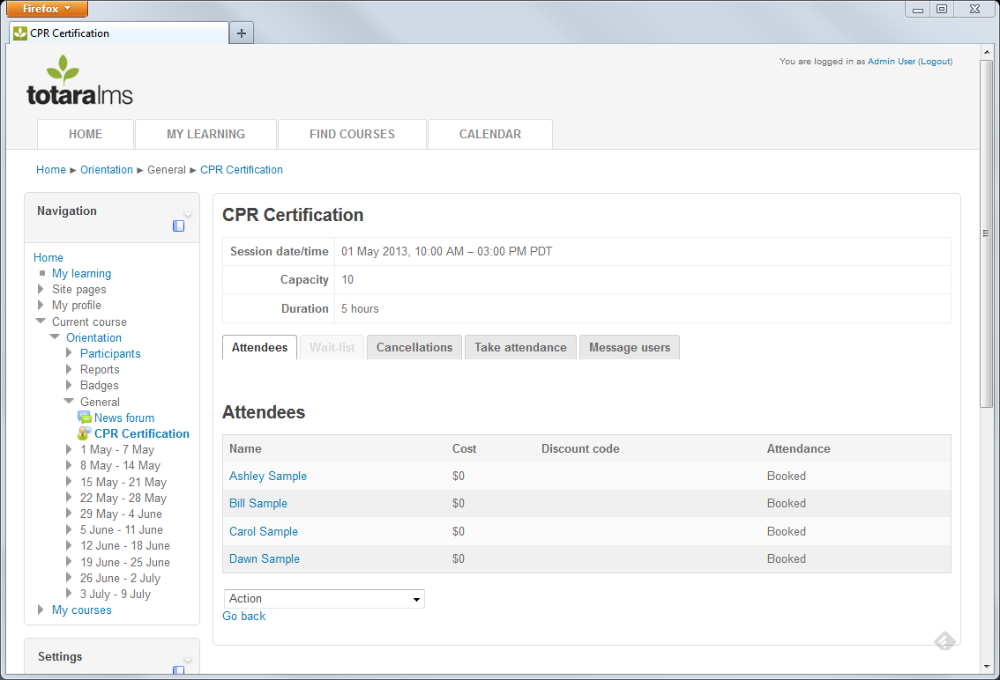 Firefox
CPR Certification
You are logged in as Admin User (Logout)
totaralms
HOME MY LEARNING FIND COURSES CALENDAR
Home ► Orientation ► General ► CPR Certification
Navigation
Home
My learning
Site pages
My profile
Current course
Orientation
Participants
Reports
Badges
General
News forum
CPR Certification
1 May - 7 May
8 May - 14 May
15 May - 21 May
22 May - 28 May
29 May - 4 June
5 June - 11 June
12 June - 18 June
19 June - 25 June
26 June - 2 July
3 July - 9 July
My courses
Settings
CPR Certification
Session date/time 01 May 2013, 10:00 AM – 03:00 PM PDT
Capacity 10
Duration 5 hours
Attendees Wait-list Cancellations Take attendance Message users
Attendees
Name Cost Discount code Attendance
Ashley Sample $0 Booked
Bill Sample $0 Booked
Carol Sample $0 Booked
Dawn Sample $0 Booked
Action
Go back